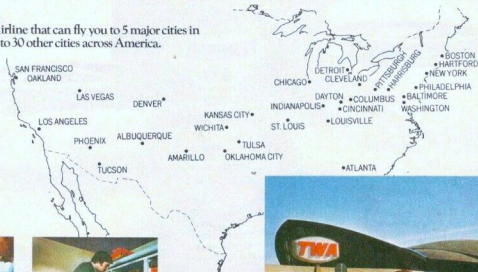 irline that can fly you to 5 major cities in
to 30 other cities across America.
SAN FRANCISCO
OAKLAND
LAS VEGAS
LOS ANGELES
PHOENIX
TUCSON
DENVER
ALBUQUERQUE
AMARILLO
KANSAS CITY
WICHITA
TULSA
OKLAHOMA CITY
CHICAGO
DETROIT
CLEVELAND
PITTSBURGH
HARRISBURG
INDIANAPOLIS
DAYTON
COLUMBUS
CINCINNATI
ST. LOUIS
LOUISVILLE
ATLANTA
BOSTON
HARTFORD
NEW YORK
PHILADELPHIA
BALTIMORE
WASHINGTON
TWA